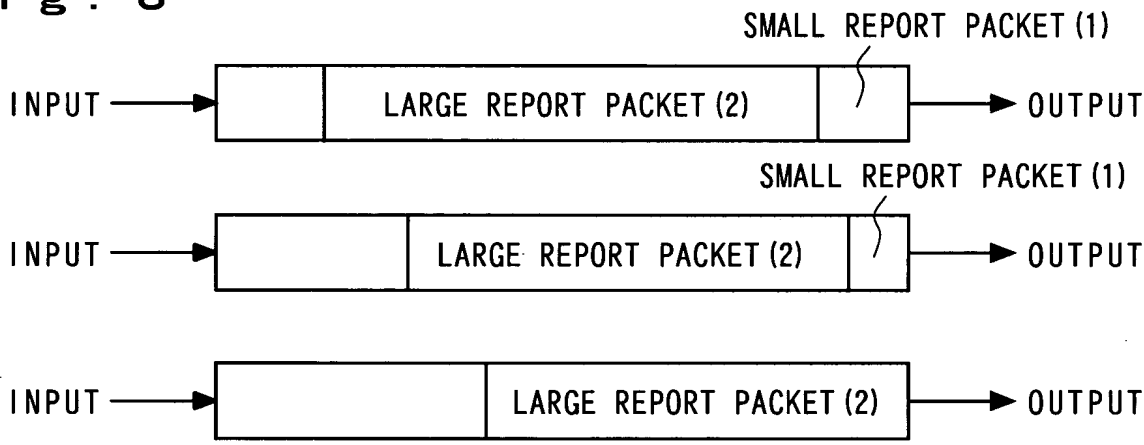 SMALL REPORT PACKET (1)
INPUT LARGE REPORT PACKET (2) OUTPUT
SMALL REPORT PACKET (1)
INPUT LARGE REPORT PACKET (2) OUTPUT
INPUT LARGE REPORT PACKET (2) OUTPUT